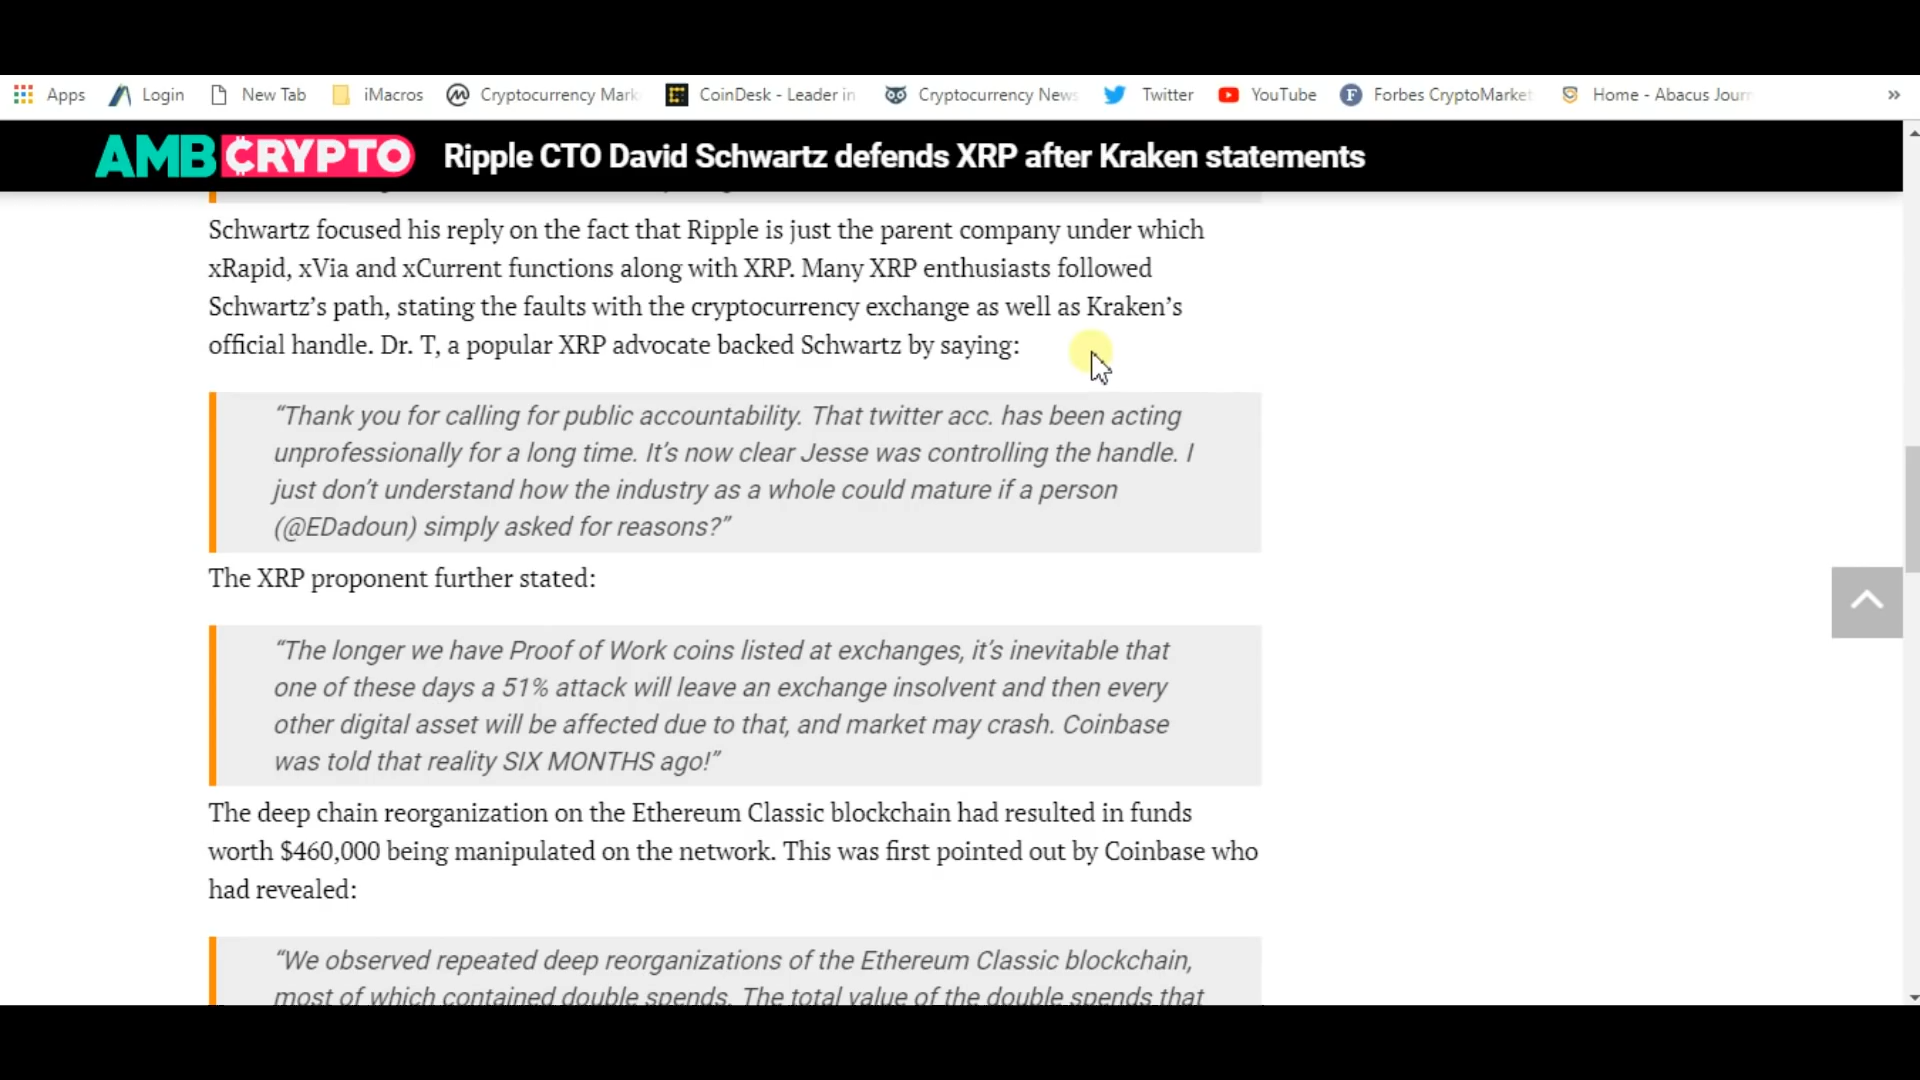 Apps Login New Tab iMacros Cryptocurrency Mark CoinDesk - Leader in Cryptocurrency News Twitter YouTube Forbes CryptoMarket Home - Abacus Journ »
AMBCRYPTO Ripple CTO David Schwartz defends XRP after Kraken statements
Schwartz focused his reply on the fact that Ripple is just the parent company under which
xRapid, xVia and xCurrent functions along with XRP. Many XRP enthusiasts followed
Schwartz’s path, stating the faults with the cryptocurrency exchange as well as Kraken’s
official handle. Dr. T, a popular XRP advocate backed Schwartz by saying:
“Thank you for calling for public accountability. That twitter acc. has been acting
unprofessionally for a long time. It’s now clear Jesse was controlling the handle. I
just don’t understand how the industry as a whole could mature if a person
(@EDadoun) simply asked for reasons?”
The XRP proponent further stated:
“The longer we have Proof of Work coins listed at exchanges, it’s inevitable that
one of these days a 51% attack will leave an exchange insolvent and then every
other digital asset will be affected due to that, and market may crash. Coinbase
was told that reality SIX MONTHS ago!”
The deep chain reorganization on the Ethereum Classic blockchain had resulted in funds
worth $460,000 being manipulated on the network. This was first pointed out by Coinbase who
had revealed:
“We observed repeated deep reorganizations of the Ethereum Classic blockchain,
most of which contained double spends. The total value of the double spends that